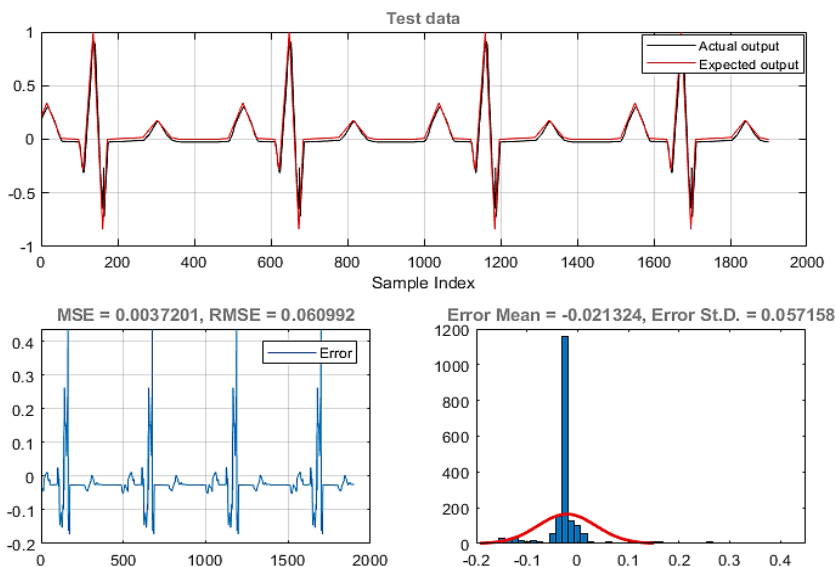 Test data
1
0.5
0
-0.5
-1
Actual output
Expected output
0 200 400 600 800 1000 1200 1400 1600 1800 2000
Sample Index
MSE = 0.0037201, RMSE = 0.060992
0.4
0.3
0.2
0.1
0
-0.1
-0.2
Error
0 500 1000 1500 2000
Error Mean = -0.021324, Error St.D. = 0.057158
1200
1000
800
600
400
200
0
-0.2 -0.1 0 0.1 0.2 0.3 0.4